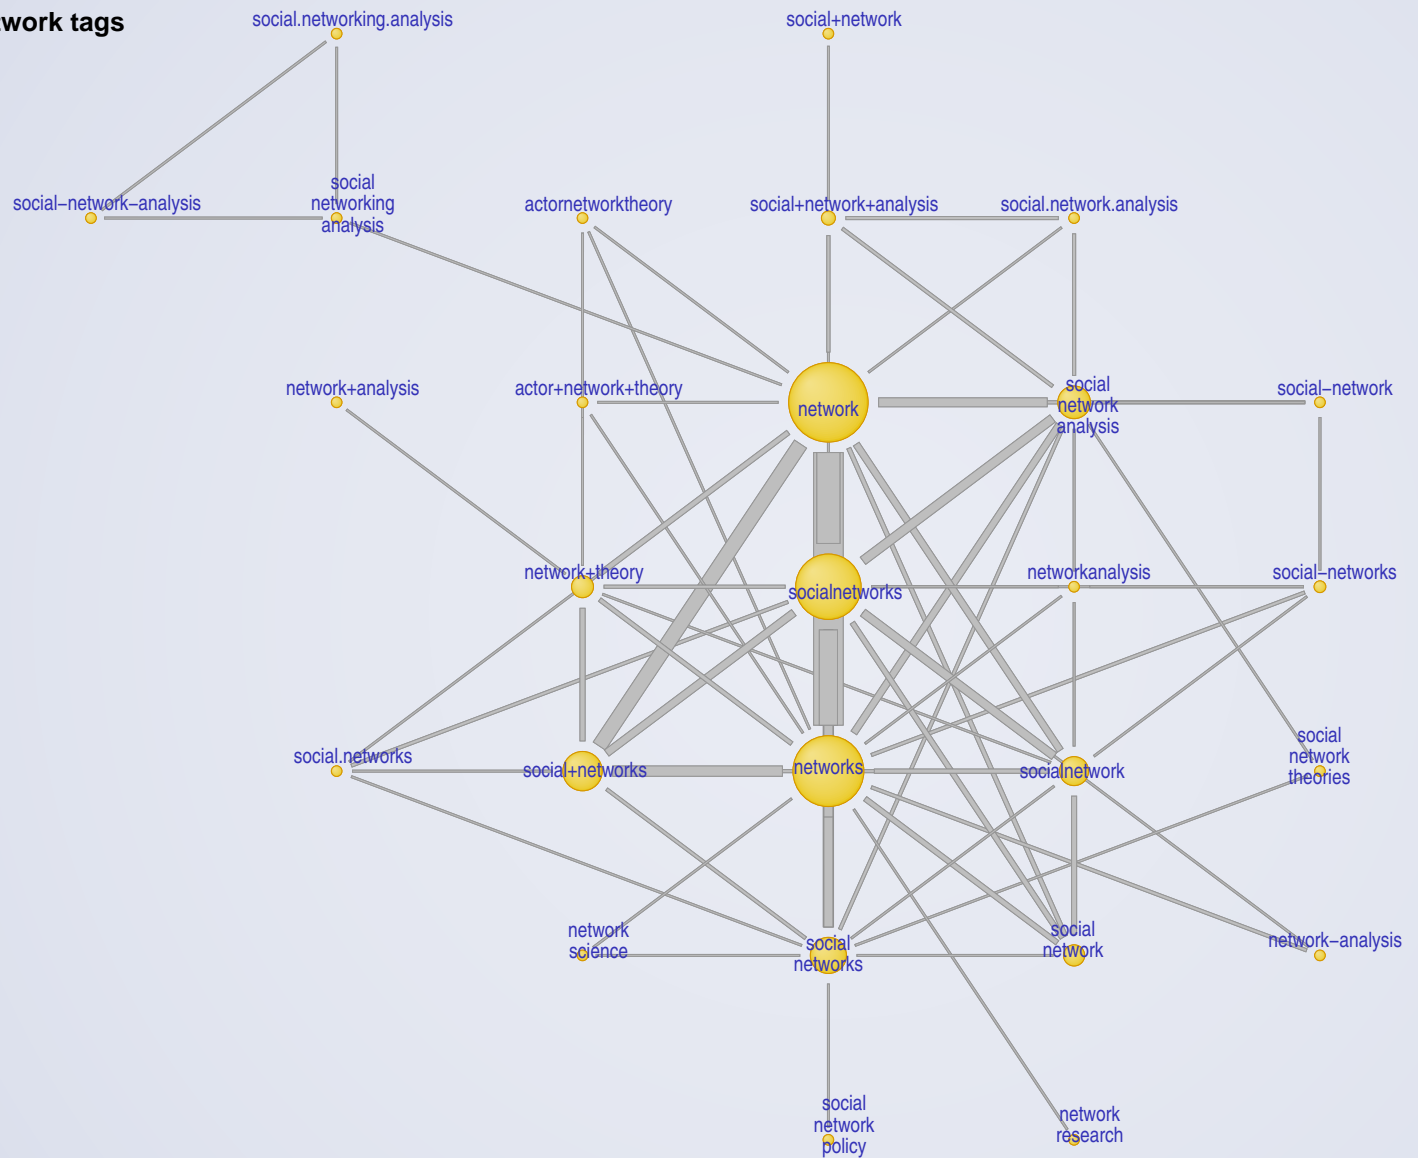 work tags
social.networking.analysis
social+network
social−network−analysis
social
networking
analysis
actornetworktheory
social+network+analysis
social.network.analysis
network+analysis
actor+network+theory
network
social
network
analysis
social−network
network+theory
socialnetworks
networkanalysis
social−networks
social.networks
social+networks
networks
socialnetwork
social
network
theories
network
science
social
networks
social
network
network−analysis
social
network
policy
network
research